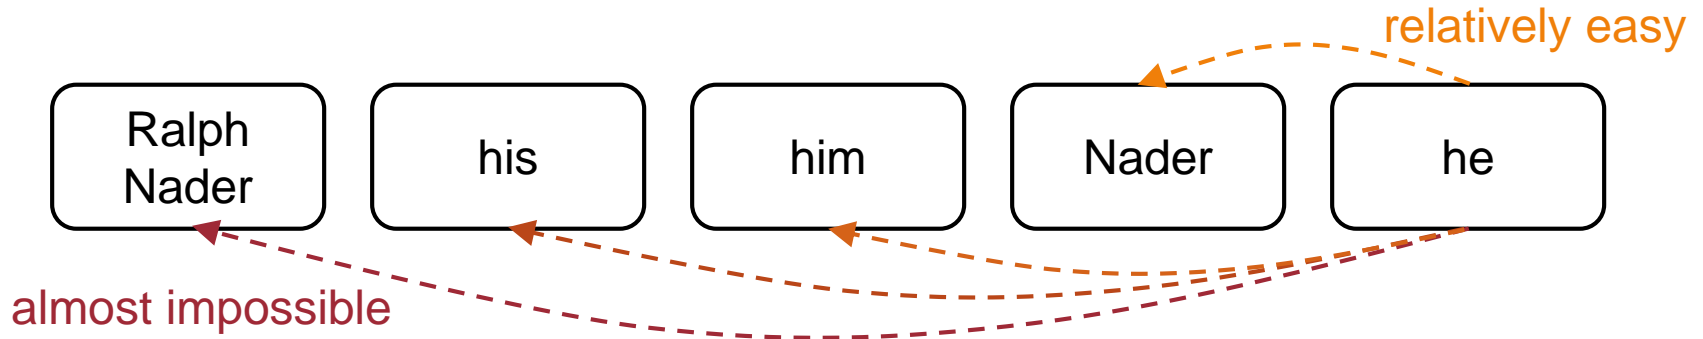 relatively easy
Ralph
Nader
his
him
Nader
he
almost impossible